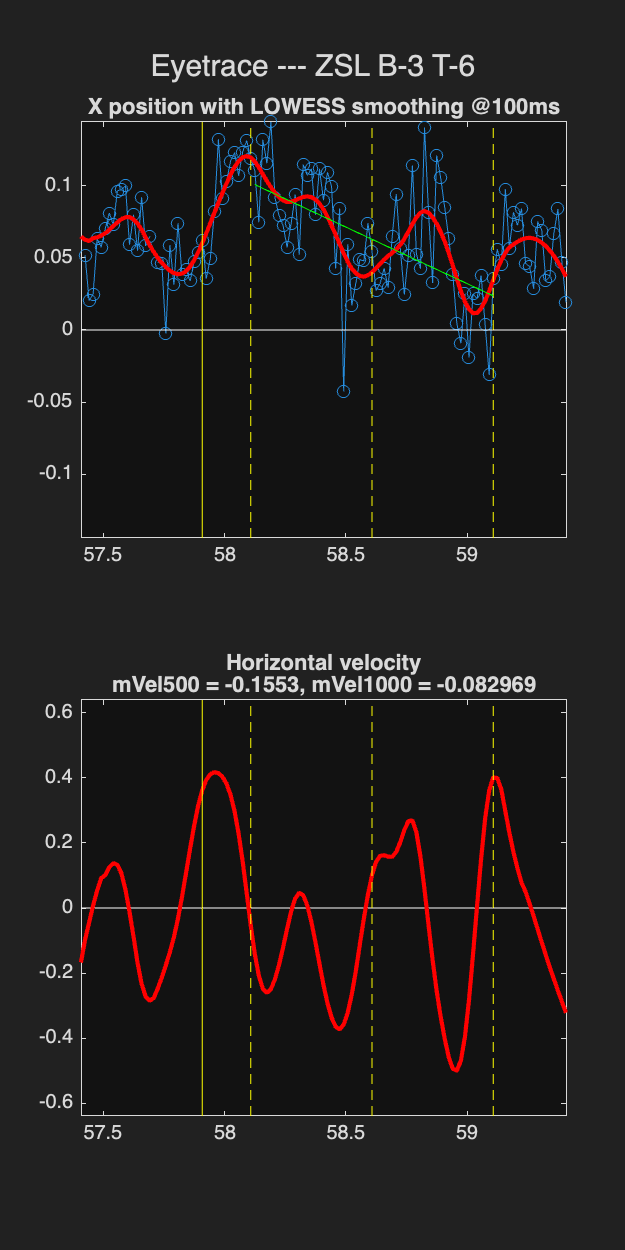 Eyetrace --- ZSL B-3 T-6
X position with LOWESS smoothing @100ms
0.1
0.05
0
-0.05
-0.1
57.5 58 58.5 59
Horizontal velocity
mVel500 = -0.1553, mVel1000 = -0.082969
0.6
0.4
0.2
0
-0.2
-0.4
-0.6
57.5 58 58.5 59